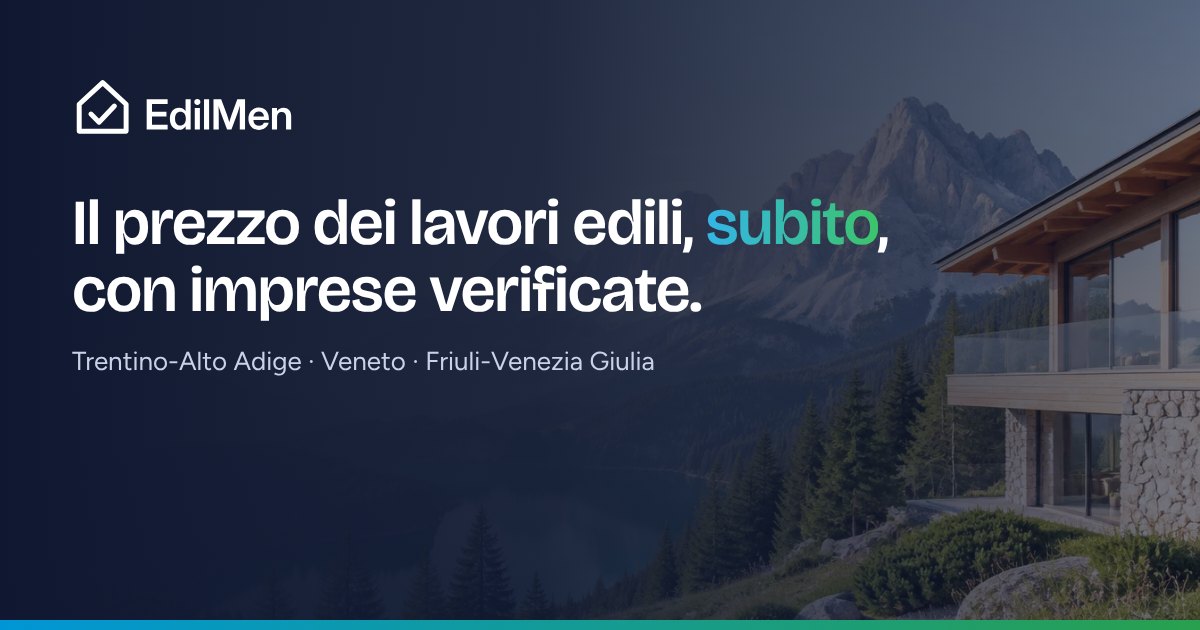 EdilMen
Il prezzo dei lavori edili, subito,
con imprese verificate.
Trentino-Alto Adige · Veneto · Friuli-Venezia Giulia